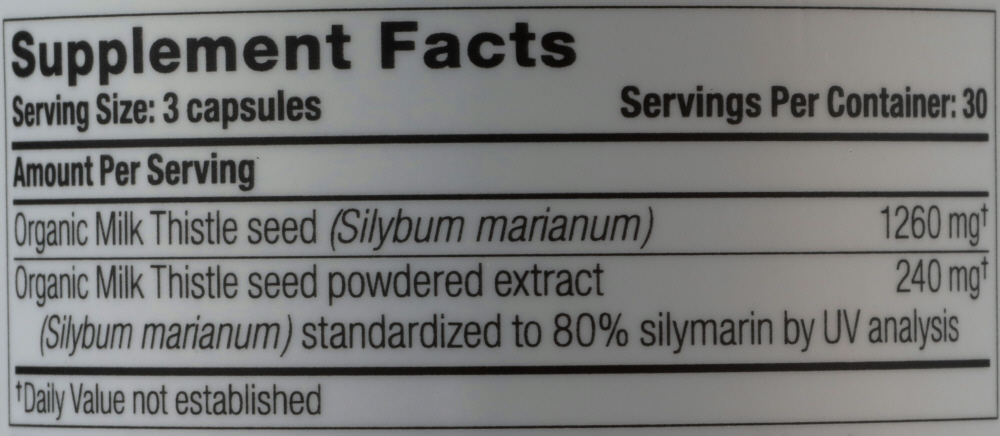 Supplement Facts
Serving Size: 3 capsules Servings Per Container: 30
Amount Per Serving
Organic Milk Thistle seed (Silybum marianum) 1260 mg†
Organic Milk Thistle seed powdered extract 240 mg†
(Silybum marianum) standardized to 80% silymarin by UV analysis
†Daily Value not established